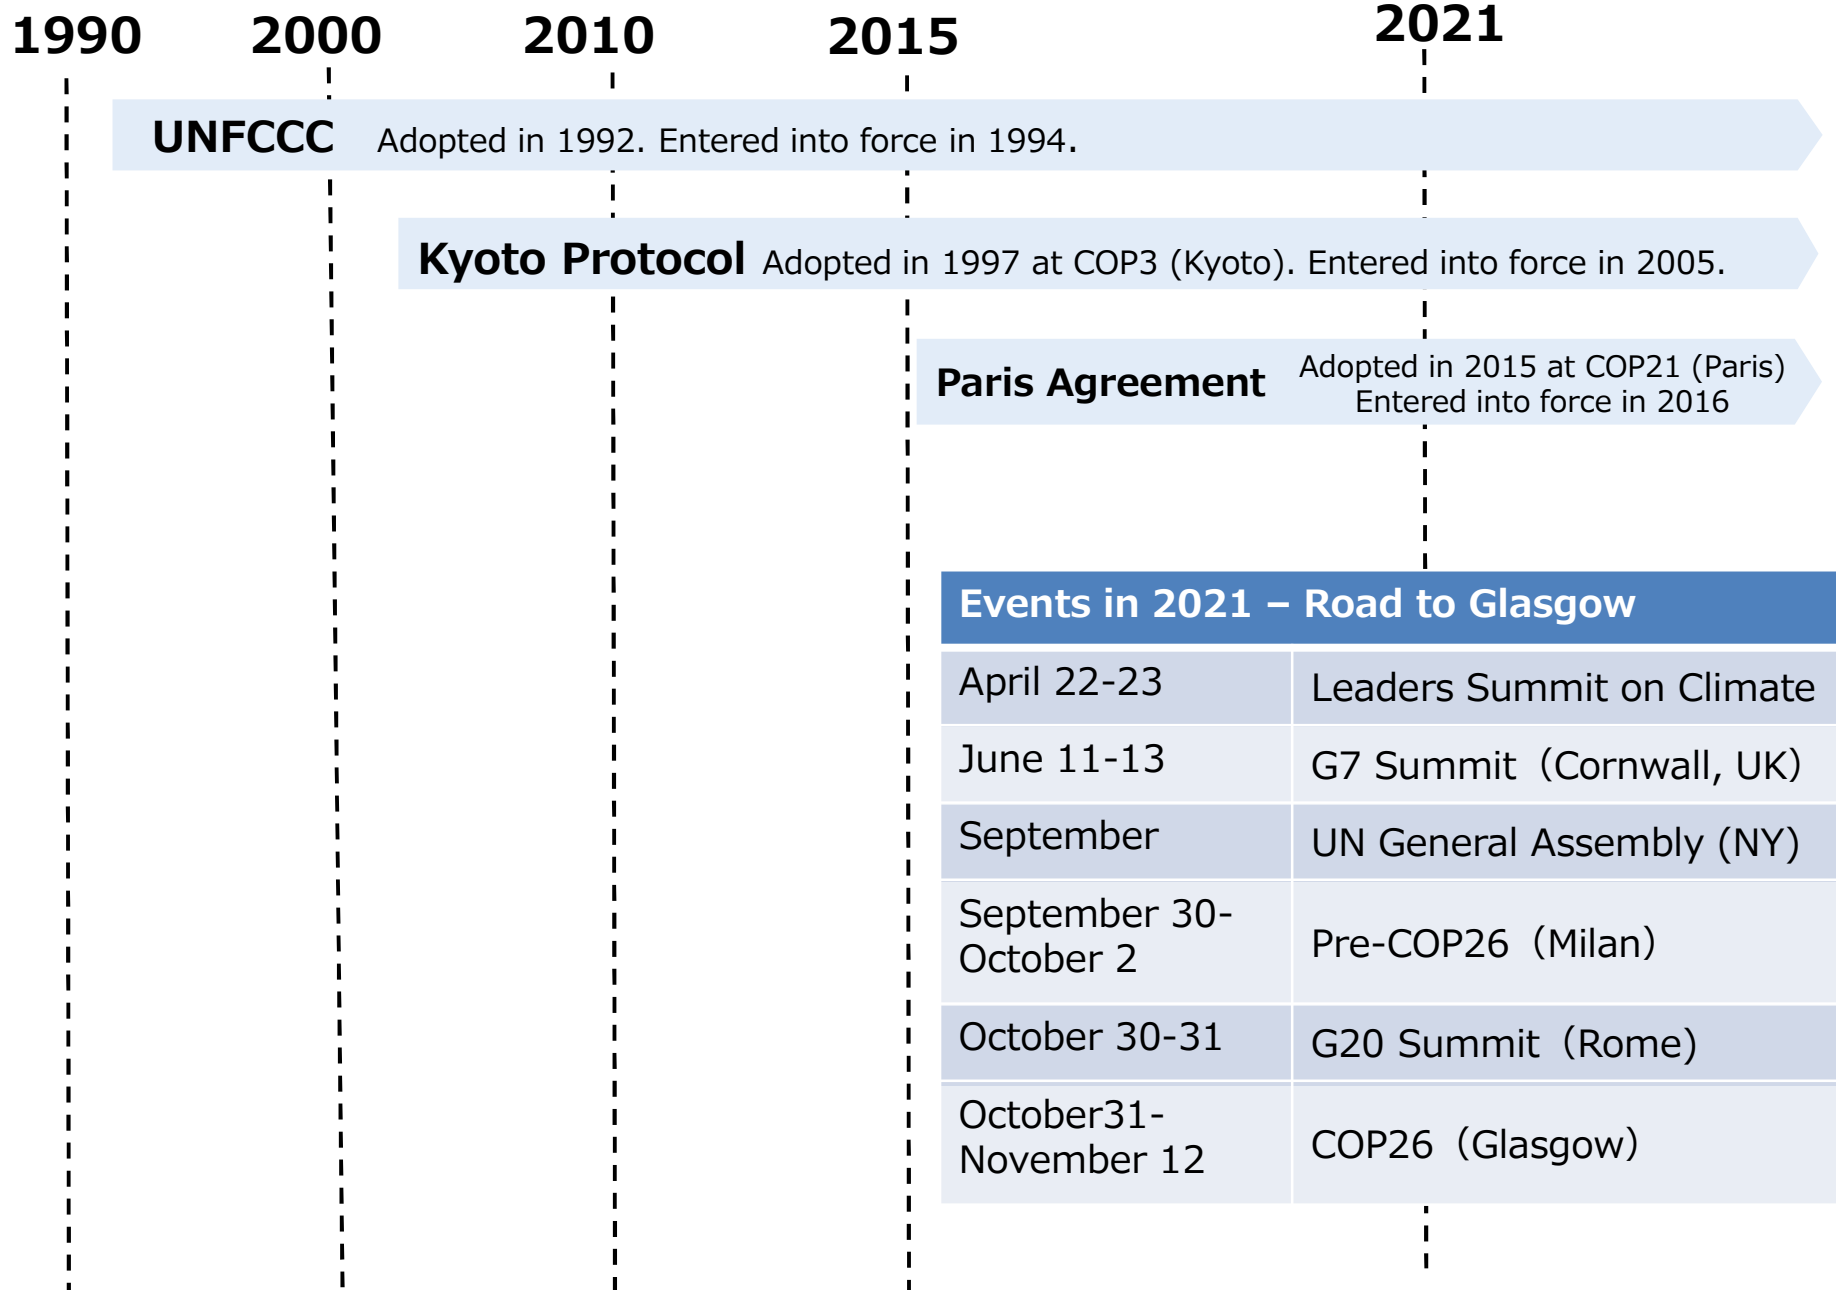 1990 2000 2010 2015 2021
UNFCCC Adopted in 1992. Entered into force in 1994.
Kyoto Protocol Adopted in 1997 at COP3 (Kyoto). Entered into force in 2005.
Paris Agreement Adopted in 2015 at COP21 (Paris)
Entered into force in 2016
Events in 2021 – Road to Glasgow
April 22-23 Leaders Summit on Climate
June 11-13 G7 Summit（Cornwall, UK）
September UN General Assembly (NY)
September 30-
October 2 Pre-COP26（Milan）
October 30-31 G20 Summit（Rome）
October31-
November 12 COP26（Glasgow）